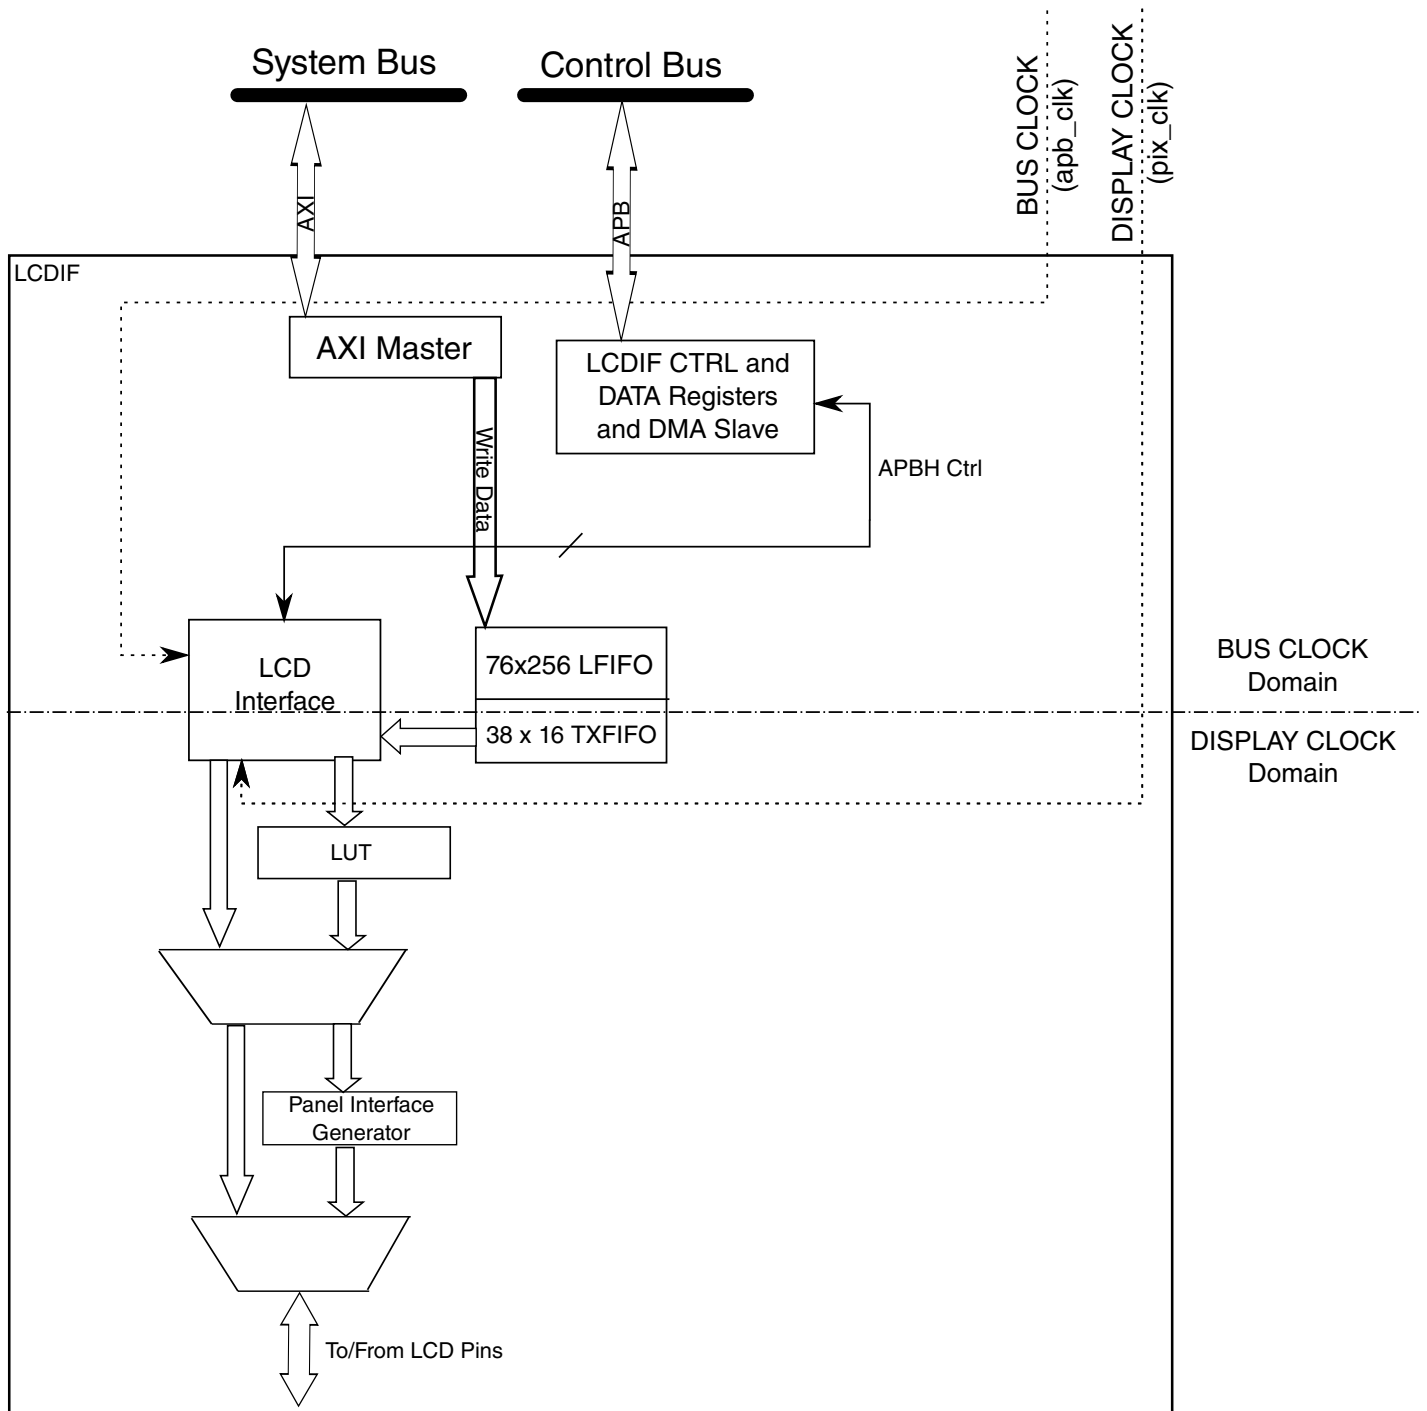 System Bus
Control Bus
BUS CLOCK
(apb_clk)
DISPLAY CLOCK
(pix_clk)
AXI
APB
LCDIF
AXI Master
LCDIF CTRL and
DATA Registers
and DMA Slave
Write Data
APBH Ctrl
LCD
Interface
76x256 LFIFO
38 x 16 TXFIFO
BUS CLOCK
Domain
DISPLAY CLOCK
Domain
LUT
Panel Interface
Generator
To/From LCD Pins